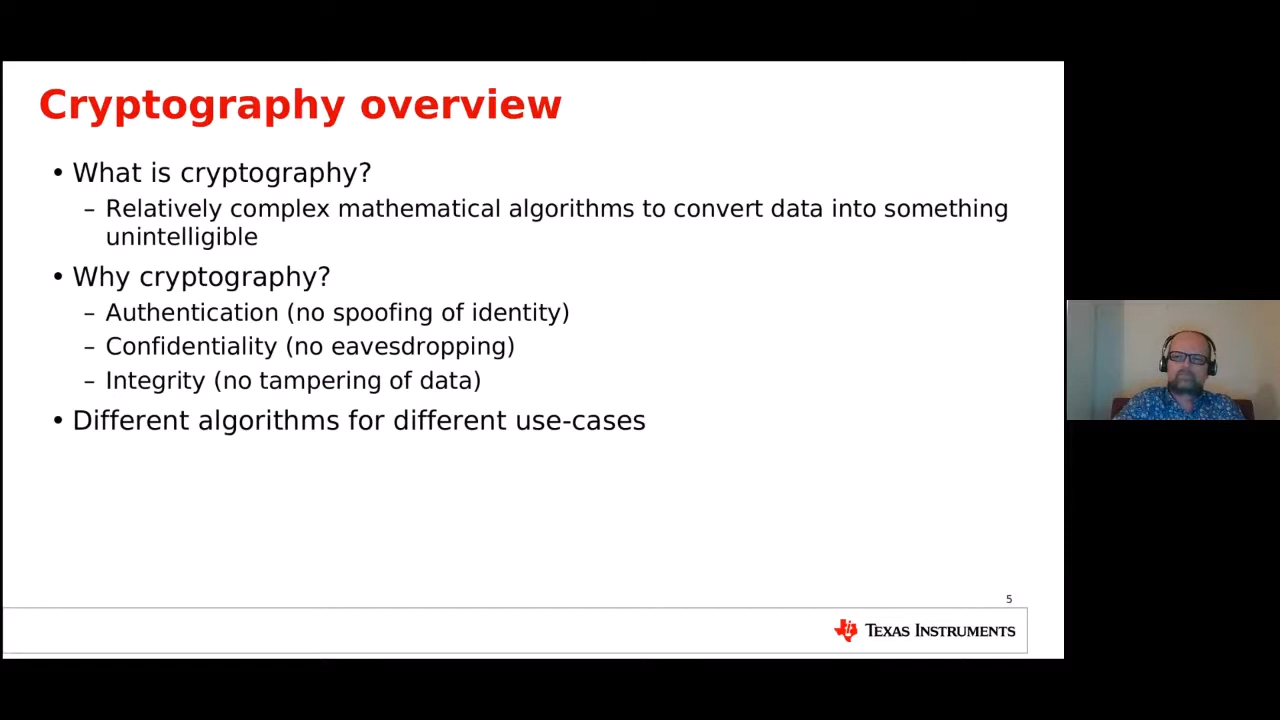 Cryptography overview
• What is cryptography?
– Relatively complex mathematical algorithms to convert data into something
unintelligible
• Why cryptography?
– Authentication (no spoofing of identity)
– Confidentiality (no eavesdropping)
– Integrity (no tampering of data)
• Different algorithms for different use-cases
5
TEXAS INSTRUMENTS